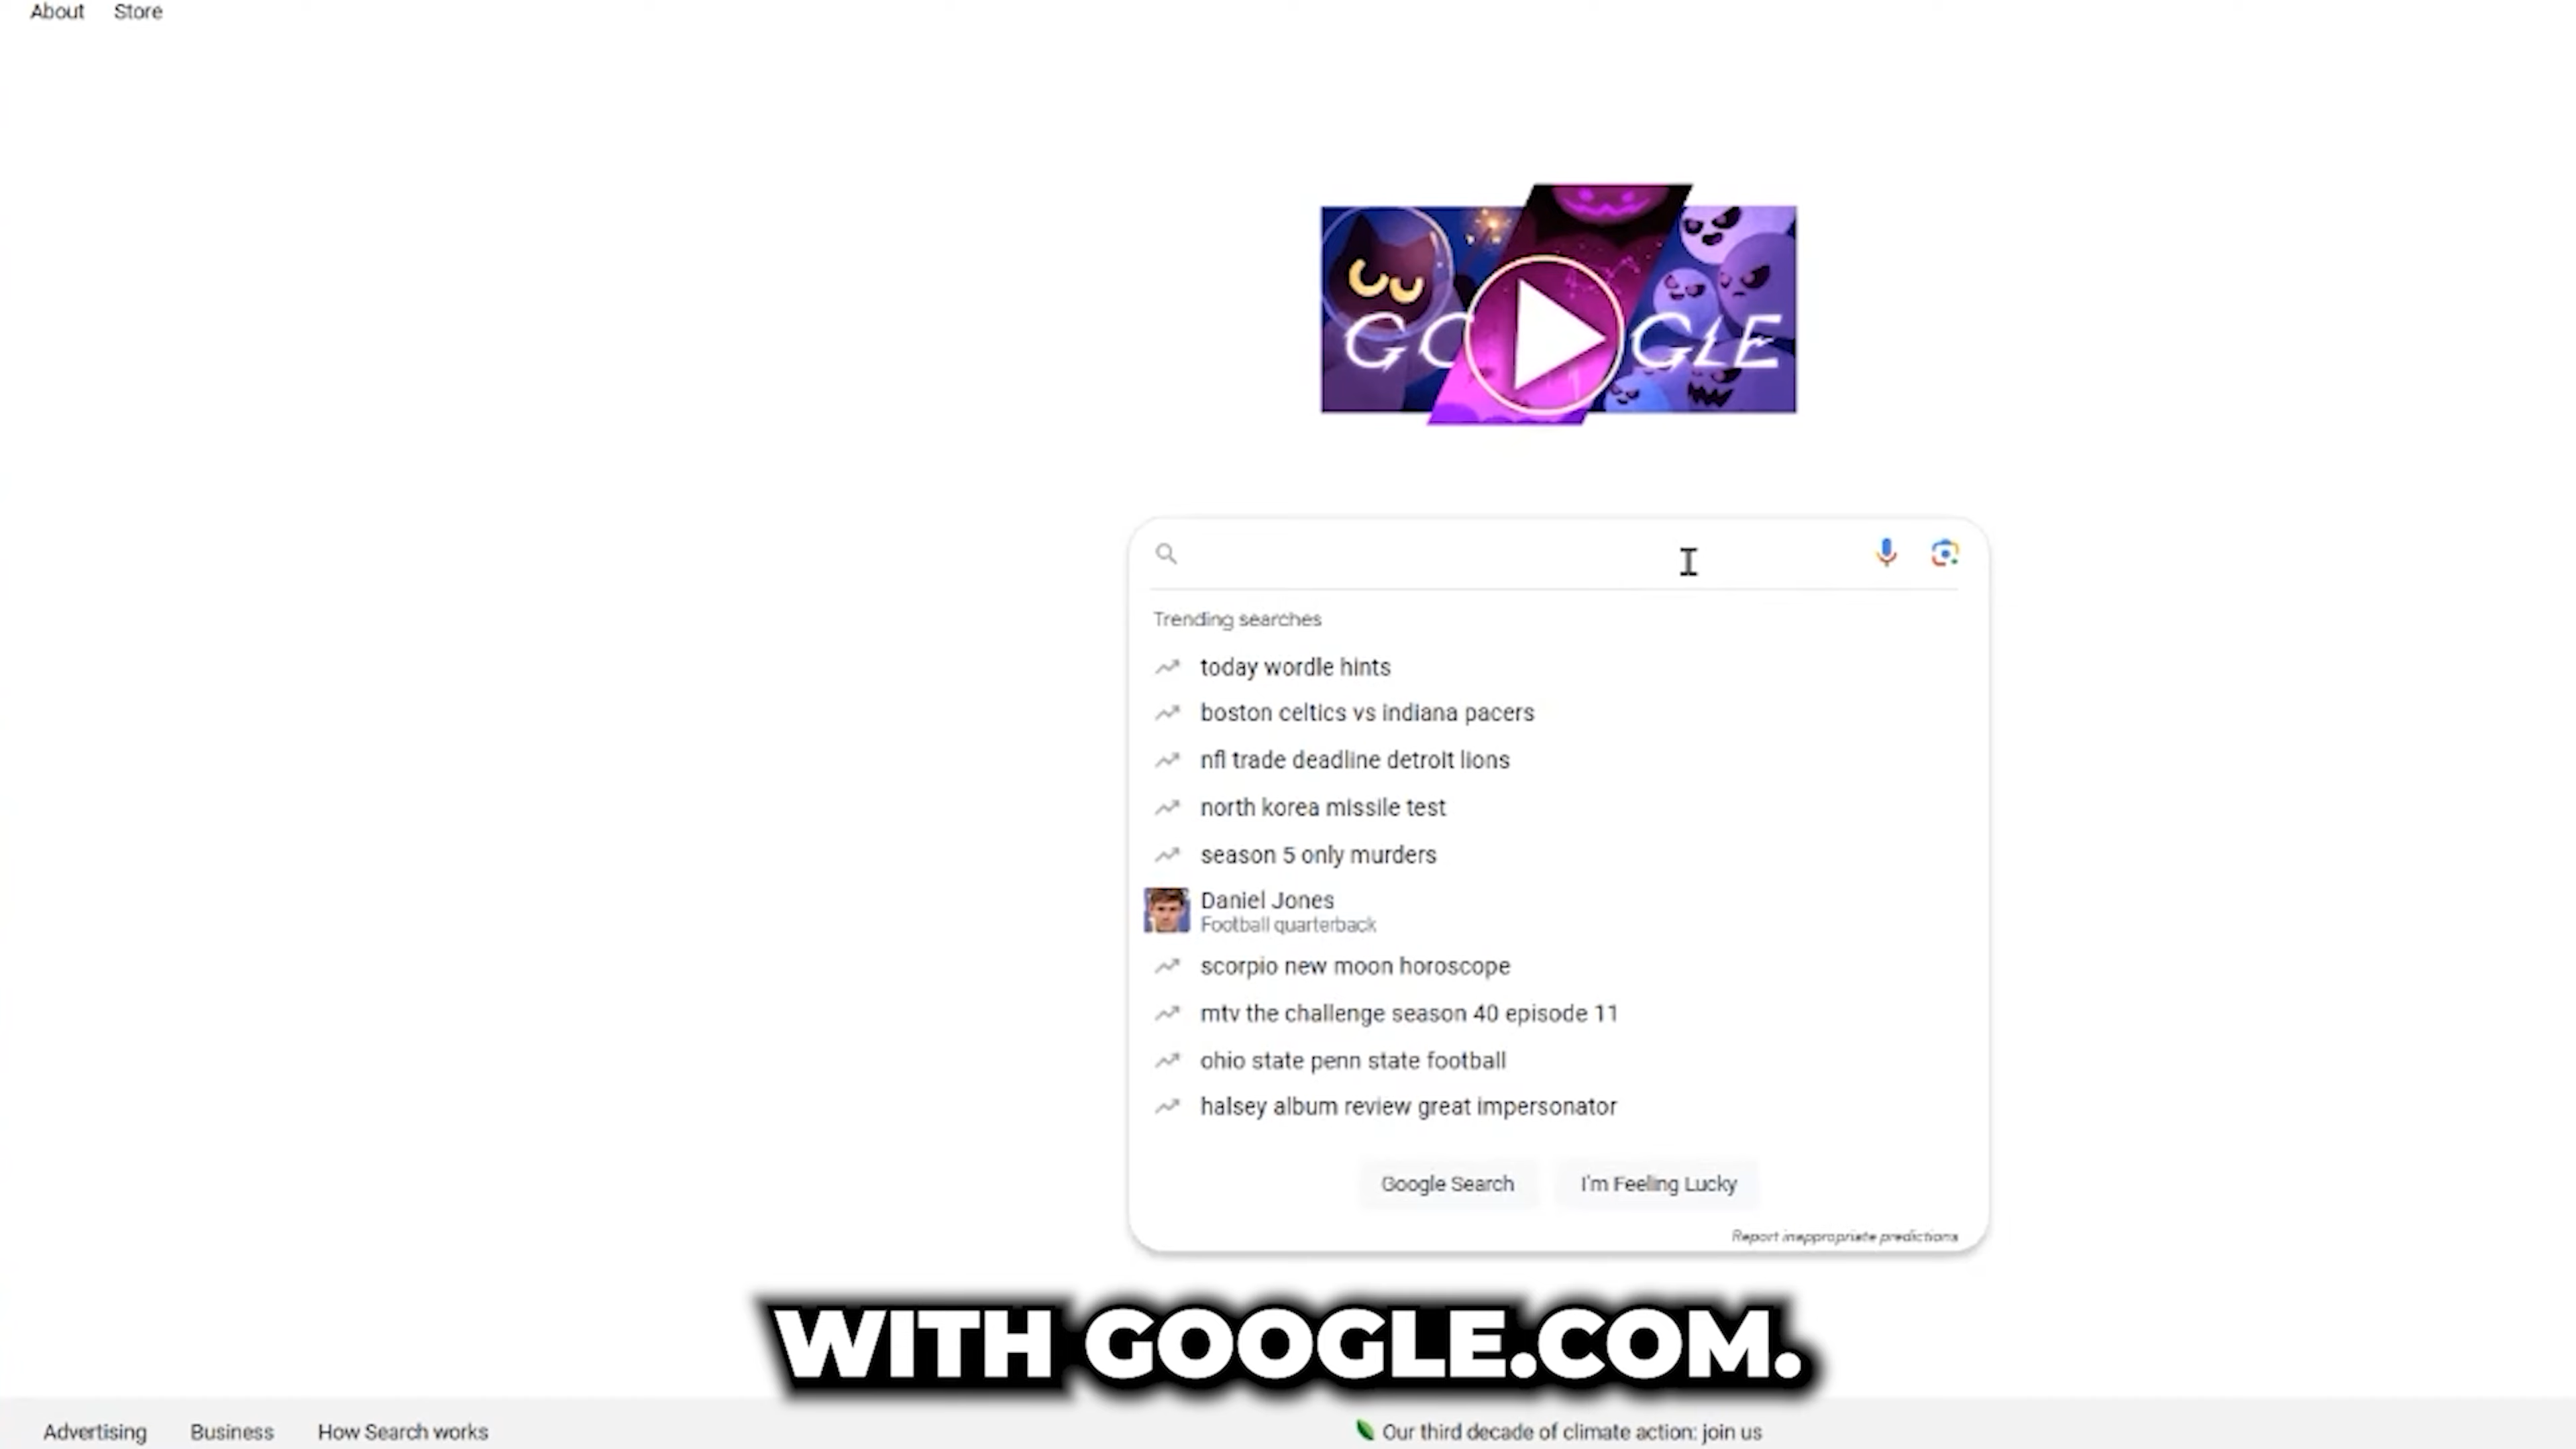 About Store
GO GLE
Trending searches
today wordle hints
boston celtics vs indiana pacers
nfl trade deadline detroit lions
north korea missile test
season 5 only murders
Daniel Jones
Football quarterback
scorpio new moon horoscope
mtv the challenge season 40 episode 11
ohio state penn state football
halsey album review great impersonator
Google Search I'm Feeling Lucky
Report inappropriate predictions
WITH GOOGLE.COM.
Advertising Business How Search works Our third decade of climate action: join us